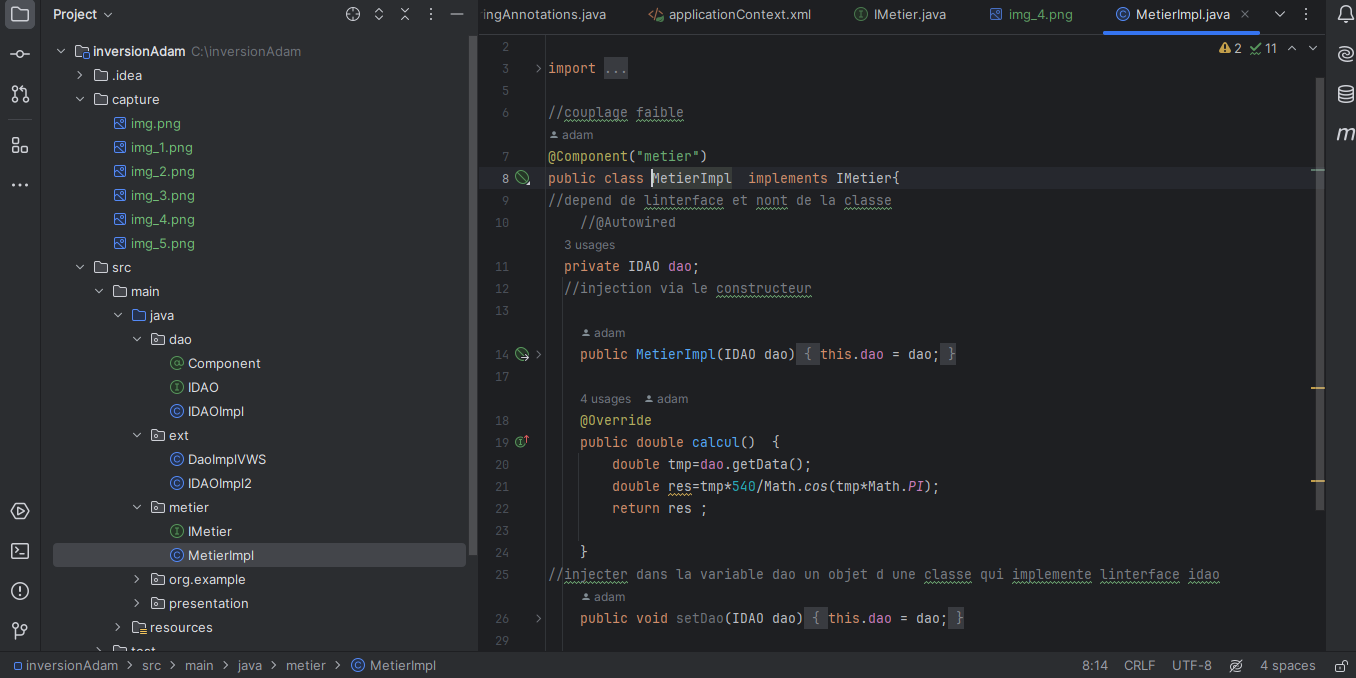 Project
ingAnnotations.java
applicationContext.xml
IMetier.java
img_4.png
MetierImpl.java
inversionAdam C:\inversionAdam
.idea
capture
img.png
img_1.png
img_2.png
img_3.png
img_4.png
img_5.png
src
main
java
dao
Component
IDAO
IDAOImpl
ext
DaoImplVWS
IDAOImpl2
metier
IMetier
MetierImpl
org.example
presentation
resources
test
2 11
2
3 import ...
5
6 //couplage faible
adam
7 @Component("metier")
8 public class MetierImpl  implements IMetier{
9 //depend de linterface et nont de la classe
10 //@Autowired
3 usages
11 private IDAO dao;
12 //injection via le constructeur
13
adam
14 public MetierImpl(IDAO dao) { this.dao = dao; }
17
4 usages adam
18 @Override
19 public double calcul()  {
20 double tmp=dao.getData();
21 double res=tmp*540/Math.cos(tmp*Math.PI);
22 return res ;
23
24 }
25 //injecter dans la variable dao un objet d une classe qui implemente linterface idao
adam
26 public void setDao(IDAO dao) { this.dao = dao; }
29
inversionAdam > src > main > java > metier > MetierImpl
8:14 CRLF UTF-8 4 spaces